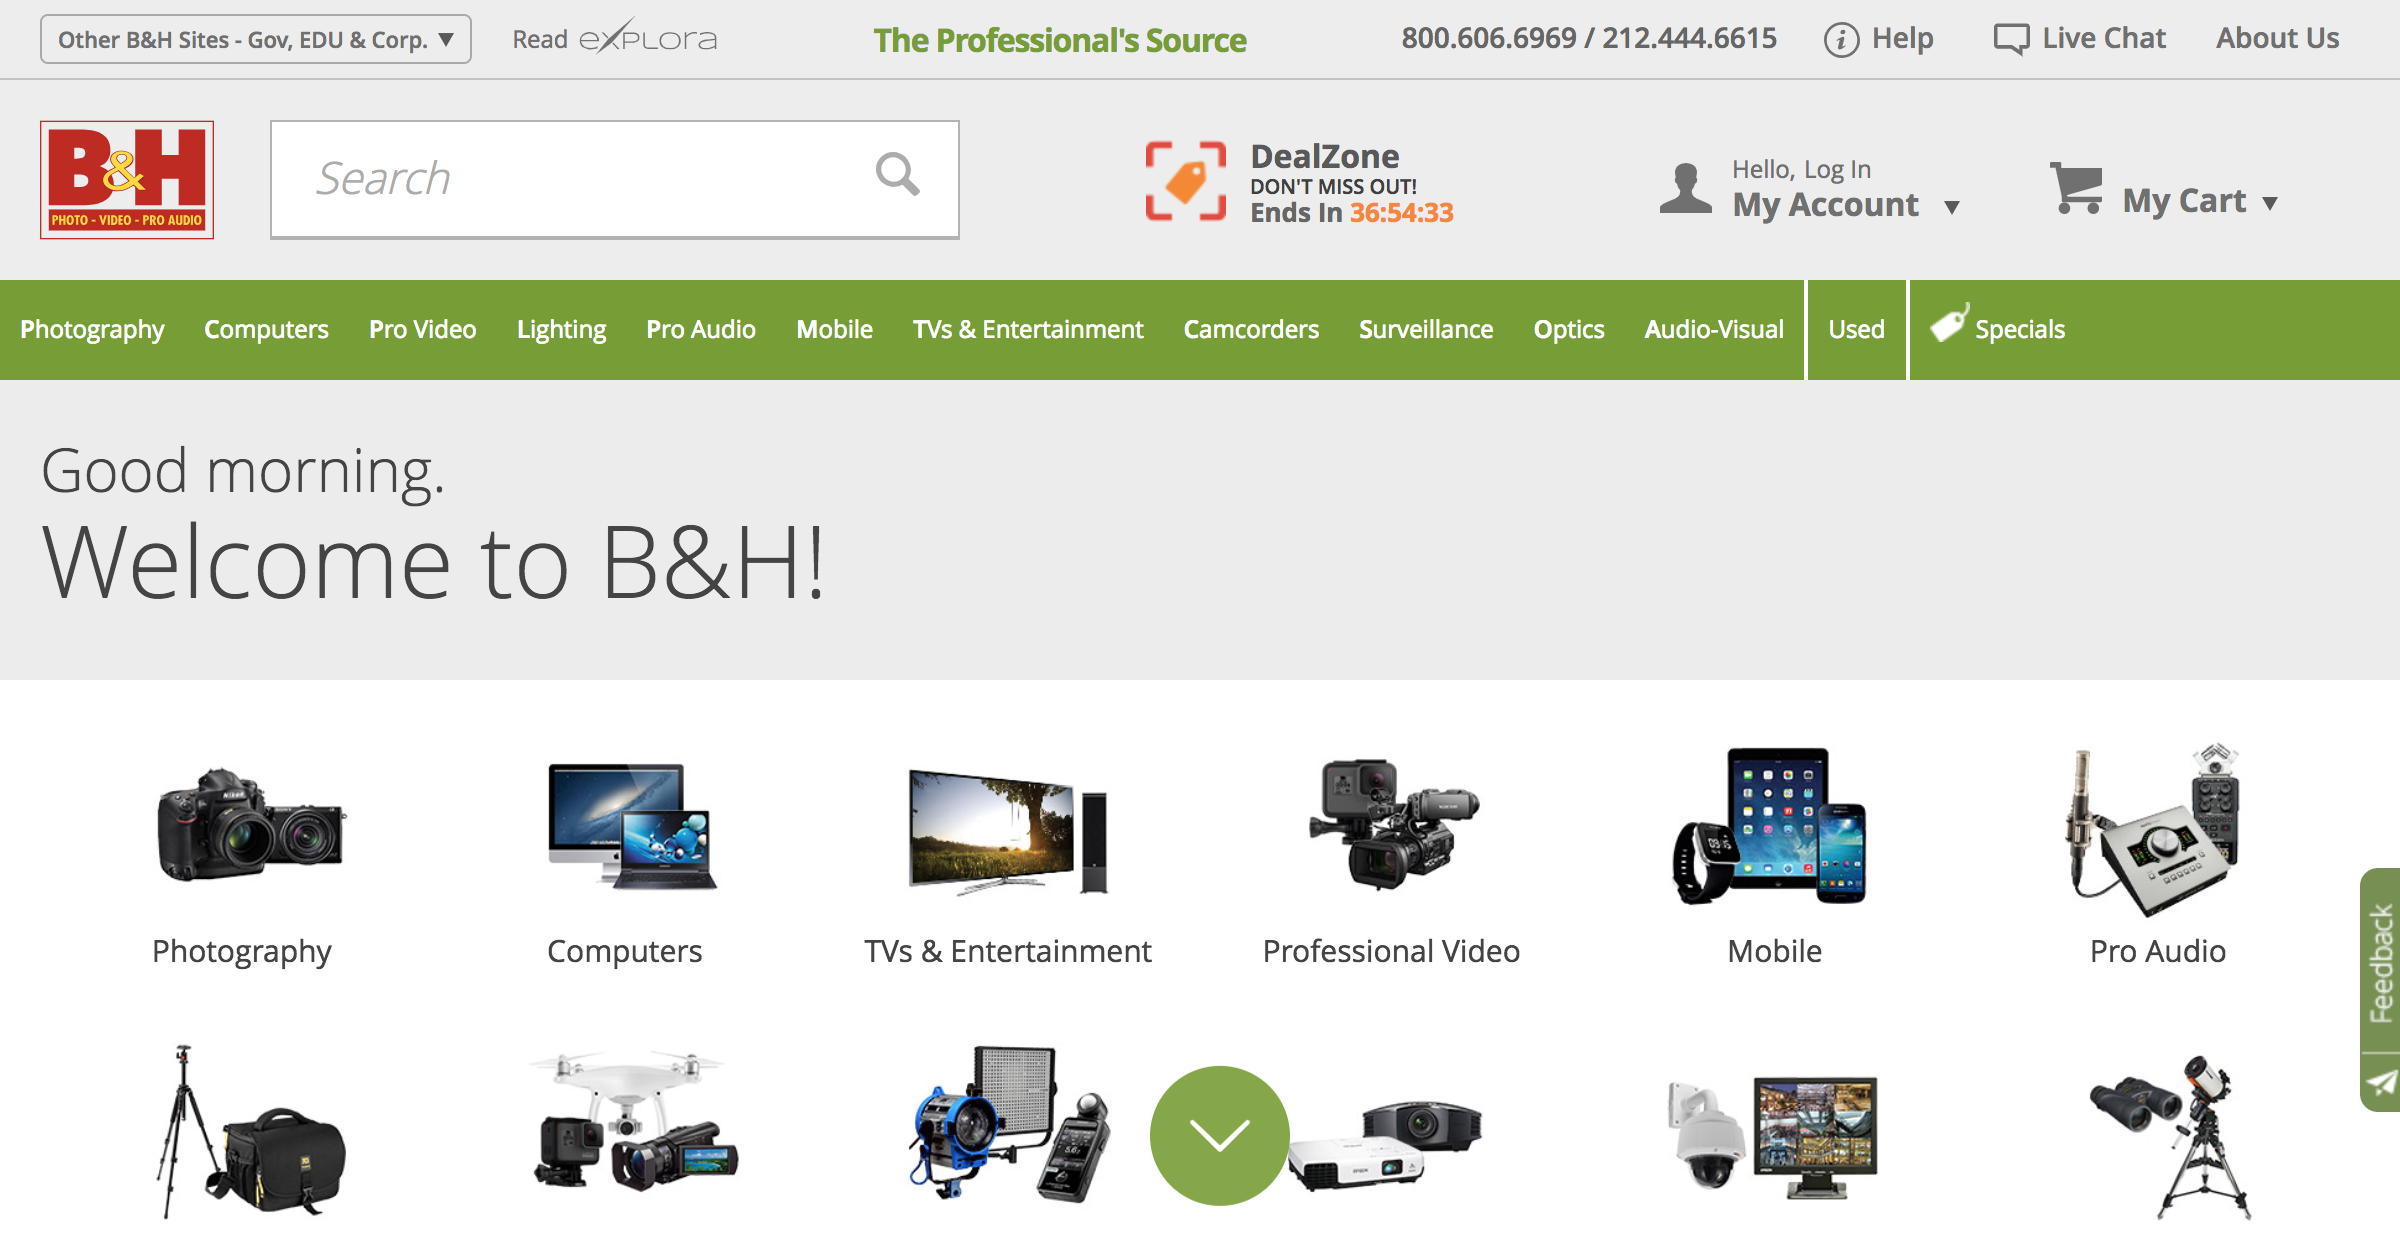 Other B&H Sites - Gov, EDU & Corp. ▼
Read eXPLORA
The Professional's Source
800.606.6969 / 212.444.6615
Help
Live Chat
About Us
B&H
PHOTO - VIDEO - PRO AUDIO
Search
DealZone
DON'T MISS OUT!
Ends In 36:54:33
Hello, Log In
My Account ▼
My Cart ▼
Photography
Computers
Pro Video
Lighting
Pro Audio
Mobile
TVs & Entertainment
Camcorders
Surveillance
Optics
Audio-Visual
Used
Specials
Good morning.
Welcome to B&H!
Nikon
Photography
Computers
TVs & Entertainment
Professional Video
Mobile
Pro Audio
Feedback
EPSON